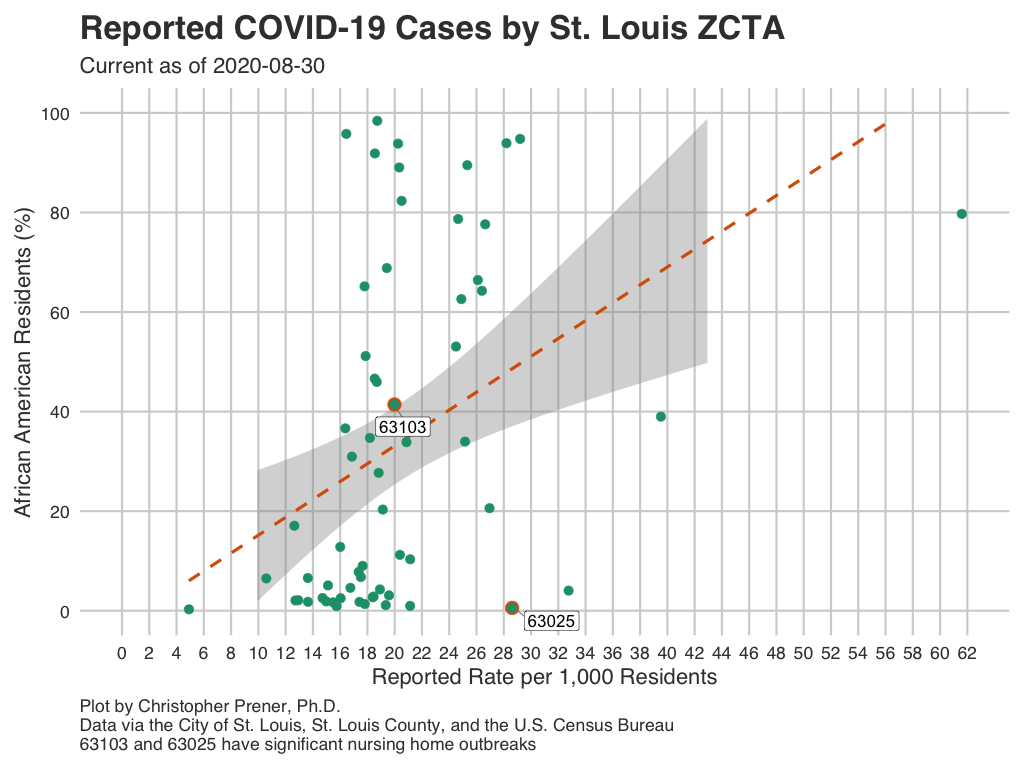 Reported COVID-19 Cases by St. Louis ZCTA
Current as of 2020-08-30
African American Residents (%)
100
80
60
40
20
0
63103
63025
0 2 4 6 8 10 12 14 16 18 20 22 24 26 28 30 32 34 36 38 40 42 44 46 48 50 52 54 56 58 60 62
Reported Rate per 1,000 Residents
Plot by Christopher Prener, Ph.D.
Data via the City of St. Louis, St. Louis County, and the U.S. Census Bureau
63103 and 63025 have significant nursing home outbreaks